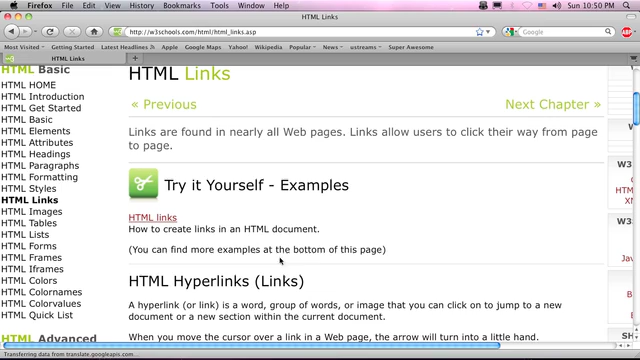 Firefox File Edit View History Bookmarks Tools Window Help Sun 10:50 PM
HTML Links
http://w3schools.com/html/html_links.asp
Google
ABP
Most Visited Getting Started Latest Headlines Apple Google Maps Yahoo! Wikipedia Popular News ustreams Super Awesome
HTML Links
HTML Basic
HTML HOME
HTML Introduction
HTML Get Started
HTML Basic
HTML Elements
HTML Attributes
HTML Headings
HTML Paragraphs
HTML Formatting
HTML Styles
HTML Links
HTML Images
HTML Tables
HTML Lists
HTML Forms
HTML Frames
HTML Iframes
HTML Colors
HTML Colornames
HTML Colorvalues
HTML Quick List
HTML Advanced
HTML Links
« Previous
Next Chapter »
Links are found in nearly all Web pages. Links allow users to click their way from page
to page.
Try it Yourself - Examples
HTML links
How to create links in an HTML document.
(You can find more examples at the bottom of this page)
HTML Hyperlinks (Links)
A hyperlink (or link) is a word, group of words, or image that you can click on to jump to a new
document or a new section within the current document.
When you move the cursor over a link in a Web page, the arrow will turn into a little hand.
W3
H
HTM
XH
W3S
Jav
B
Transferring data from translate.googleapis.com...